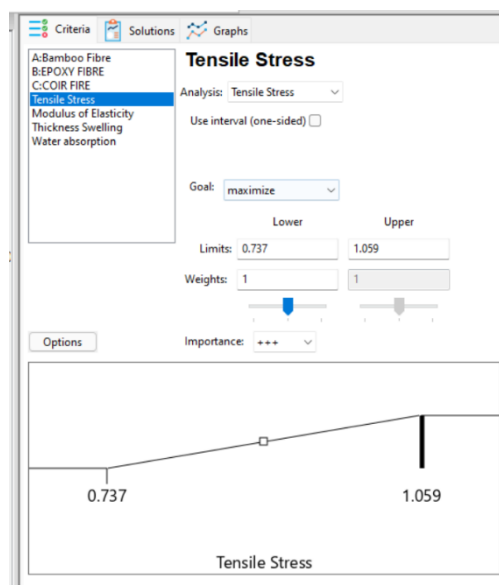 Criteria Solutions Graphs
A:Bamboo Fibre
B:EPOXY FIBRE
C:COIR FIRE
Tensile Stress
Modulus of Elasticity
Thickness Swelling
Water absorption
Tensile Stress
Analysis: Tensile Stress
Use interval (one-sided)
Goal: maximize
Lower Upper
Limits: 0.737 1.059
Weights: 1 1
Options
Importance: +++
0.737 1.059
Tensile Stress